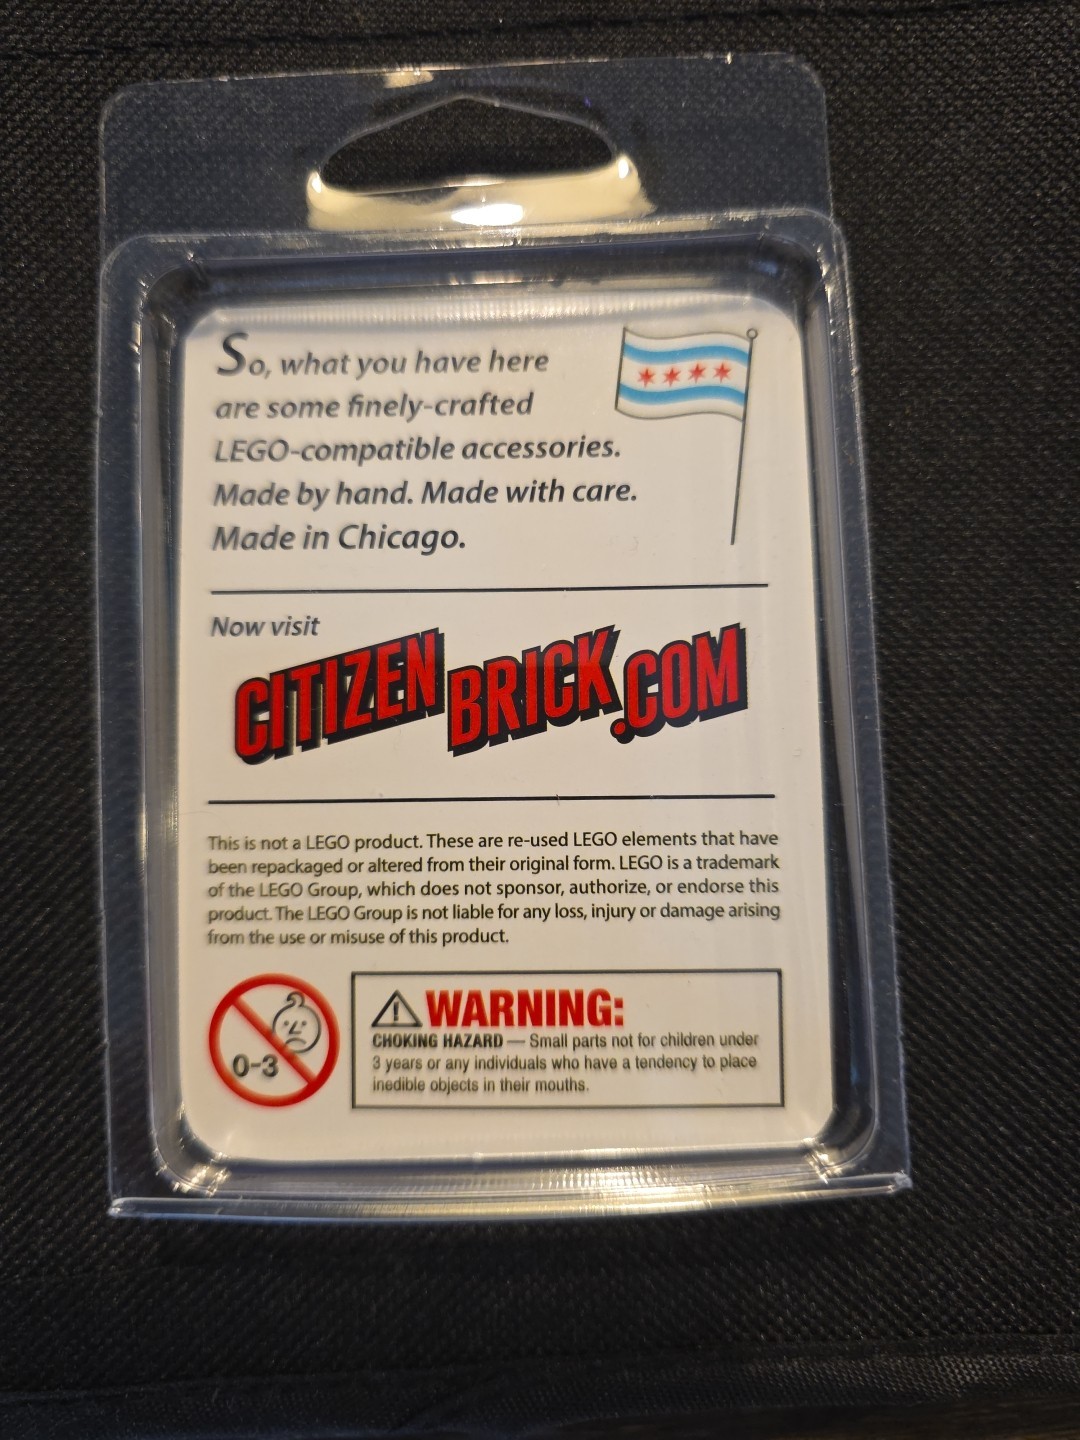 So, what you have here
are some finely-crafted
LEGO-compatible accessories.
Made by hand. Made with care.
Made in Chicago.
Now visit
CITIZEN BRICK.COM
This is not a LEGO product. These are re-used LEGO elements that have
been repackaged or altered from their original form. LEGO is a trademark
of the LEGO Group, which does not sponsor, authorize, or endorse this
product. The LEGO Group is not liable for any loss, injury or damage arising
from the use or misuse of this product.
0-3
WARNING:
CHOKING HAZARD — Small parts not for children under
3 years or any individuals who have a tendency to place
inedible objects in their mouths.